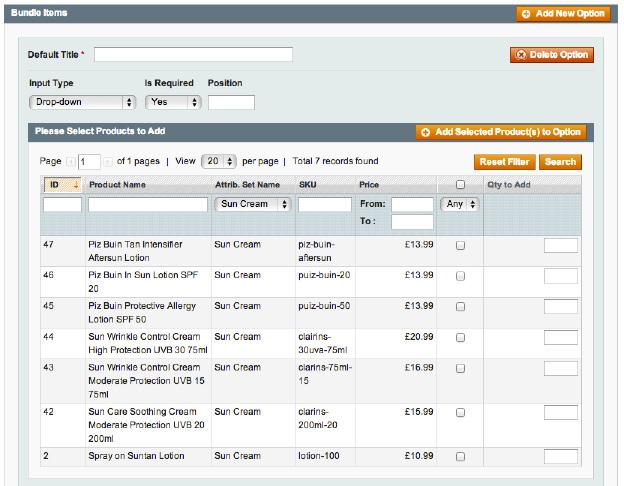 Bundle Items
Add New Option
Default Title *
Delete Option
Input Type Is Required Position
Drop-down Yes
Please Select Products to Add
Add Selected Product(s) to Option
Page 1 of 1 pages | View 20 per page | Total 7 records found
Reset Filter Search
ID Product Name Attrib. Set Name SKU Price Qty to Add
Sun Cream From: Any
To :
47 Piz Buin Tan Intensifier Sun Cream piz-buin- £13.99
Aftersun Lotion aftersun
46 Piz Buin In Sun Lotion SPF Sun Cream puiz-buin-20 £13.99
20
45 Piz Buin Protective Allergy Sun Cream puiz-buin-50 £13.99
Lotion SPF 50
44 Sun Wrinkle Control Cream Sun Cream clairins- £20.99
High Protection UVB 30 75ml 30uva-75ml
43 Sun Wrinkle Control Cream Sun Cream clarins-75ml- £16.99
Moderate Protection UVB 15 15
75ml
42 Sun Care Soothing Cream Sun Cream clarins- £15.99
Moderate Protection UVB 20 200ml-20
200ml
2 Spray on Suntan Lotion Sun Cream lotion-100 £10.99